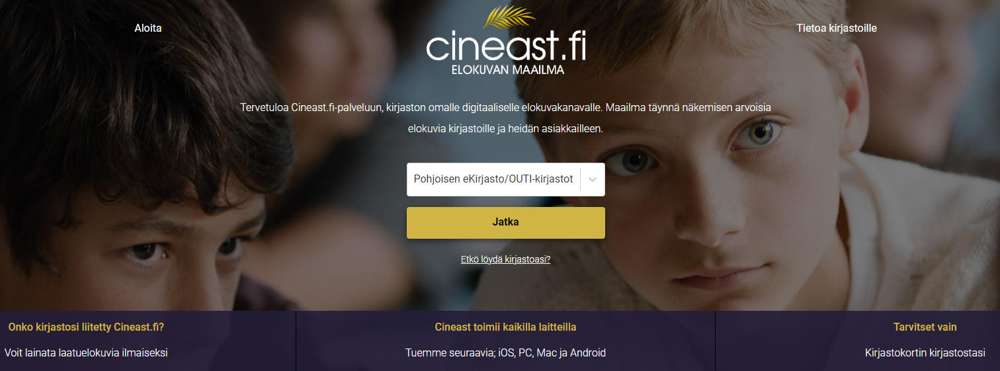 Aloita
cineast.fi
ELOKUVAN MAAILMA
Tietoa kirjastoille
Tervetuloa Cineast.fi-palveluun, kirjaston omalle digitaaliselle elokuvakanavalle. Maailma täynnä näkemisen arvoisia
elokuvia kirjastoille ja heidän asiakkailleen.
Pohjoisen eKirjasto/OUTI-kirjastot
Jatka
Etkö löydä kirjastoasi?
Onko kirjastosi liitetty Cineast.fi?
Voit lainata laatuelokuvia ilmaiseksi
Cineast toimii kaikilla laitteilla
Tuemme seuraavia; iOS, PC, Mac ja Android
Tarvitset vain
Kirjastokortin kirjastostasi